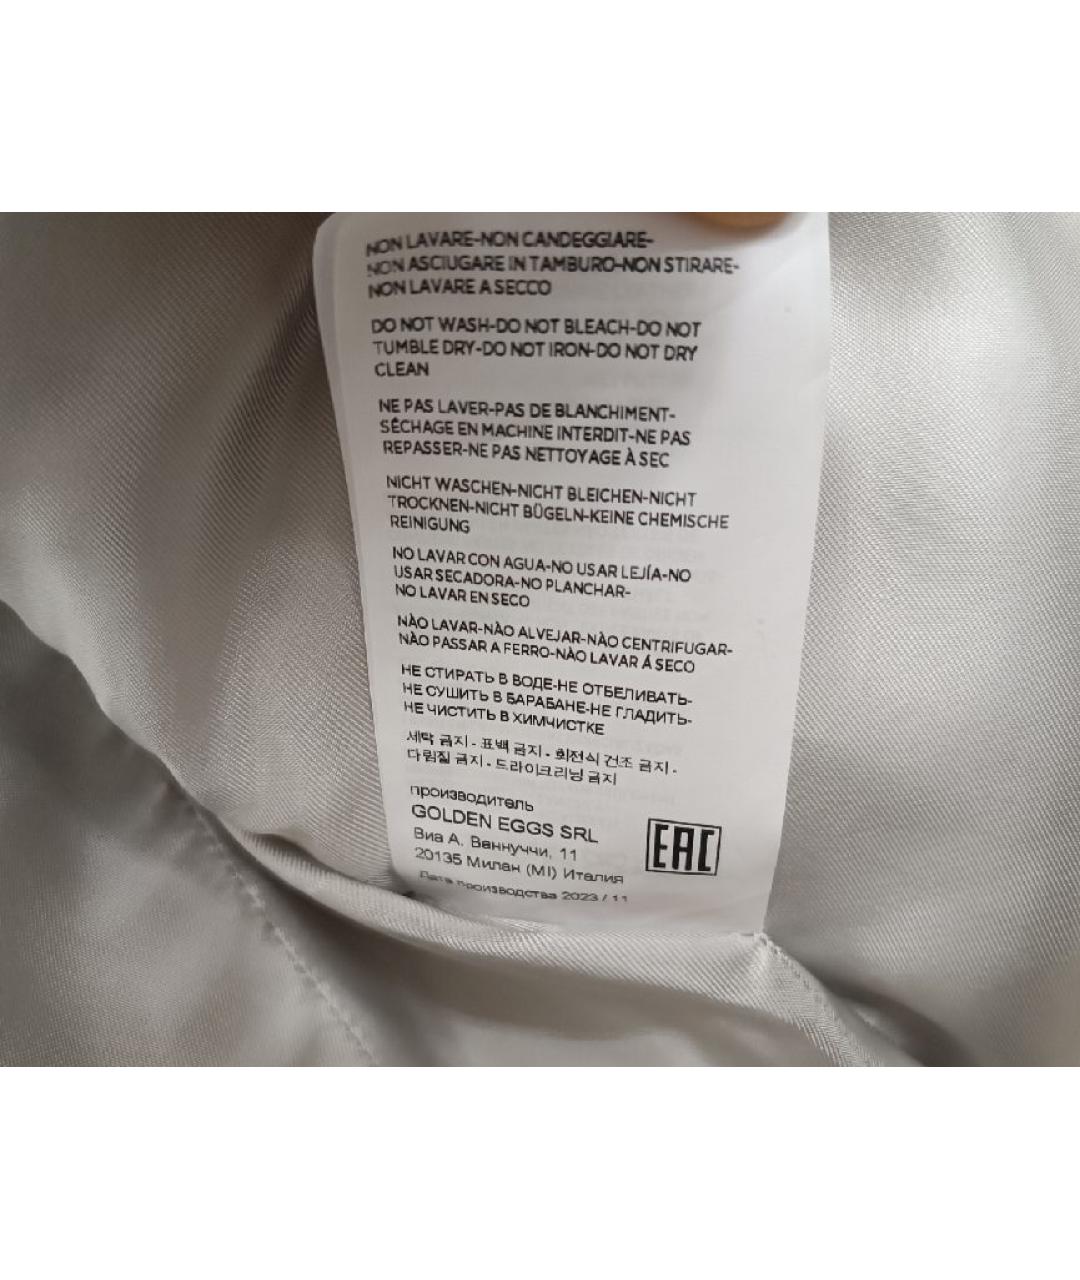 NON LAVARE-NON CANDEGGIARE-
NON ASCIUGARE IN TAMBURO-NON STIRARE-
NON LAVARE A SECCO
DO NOT WASH-DO NOT BLEACH-DO NOT
TUMBLE DRY-DO NOT IRON-DO NOT DRY
CLEAN
NE PAS LAVER-PAS DE BLANCHIMENT-
SÉCHAGE EN MACHINE INTERDIT-NE PAS
REPASSER-NE PAS NETTOYAGE À SEC
NICHT WASCHEN-NICHT BLEICHEN-NICHT
TROCKNEN-NICHT BÜGELN-KEINE CHEMISCHE
REINIGUNG
NO LAVAR CON AGUA-NO USAR LEJÍA-NO
USAR SECADORA-NO PLANCHAR-
NO LAVAR EN SECO
NÀO LAVAR-NÀO ALVEJAR-NÀO CENTRIFUGAR-
NÀO PASSAR A FERRO-NÀO LAVAR Á SECO
НЕ СТИРАТЬ В ВОДЕ-НЕ ОТБЕЛИВАТЬ-
НЕ СУШИТЬ В БАРАБАНЕ-НЕ ГЛАДИТЬ-
НЕ ЧИСТИТЬ В ХИМЧИСТКЕ
세탁 금지 - 표백 금지 - 회전식 건조 금지 -
다림질 금지 - 드라이크리닝 금지
производитель
GOLDEN EGGS SRL
Виа А. Ваннуччи, 11
20135 Милан (MI) Италия
Дата производства 2023 / 11
EAC